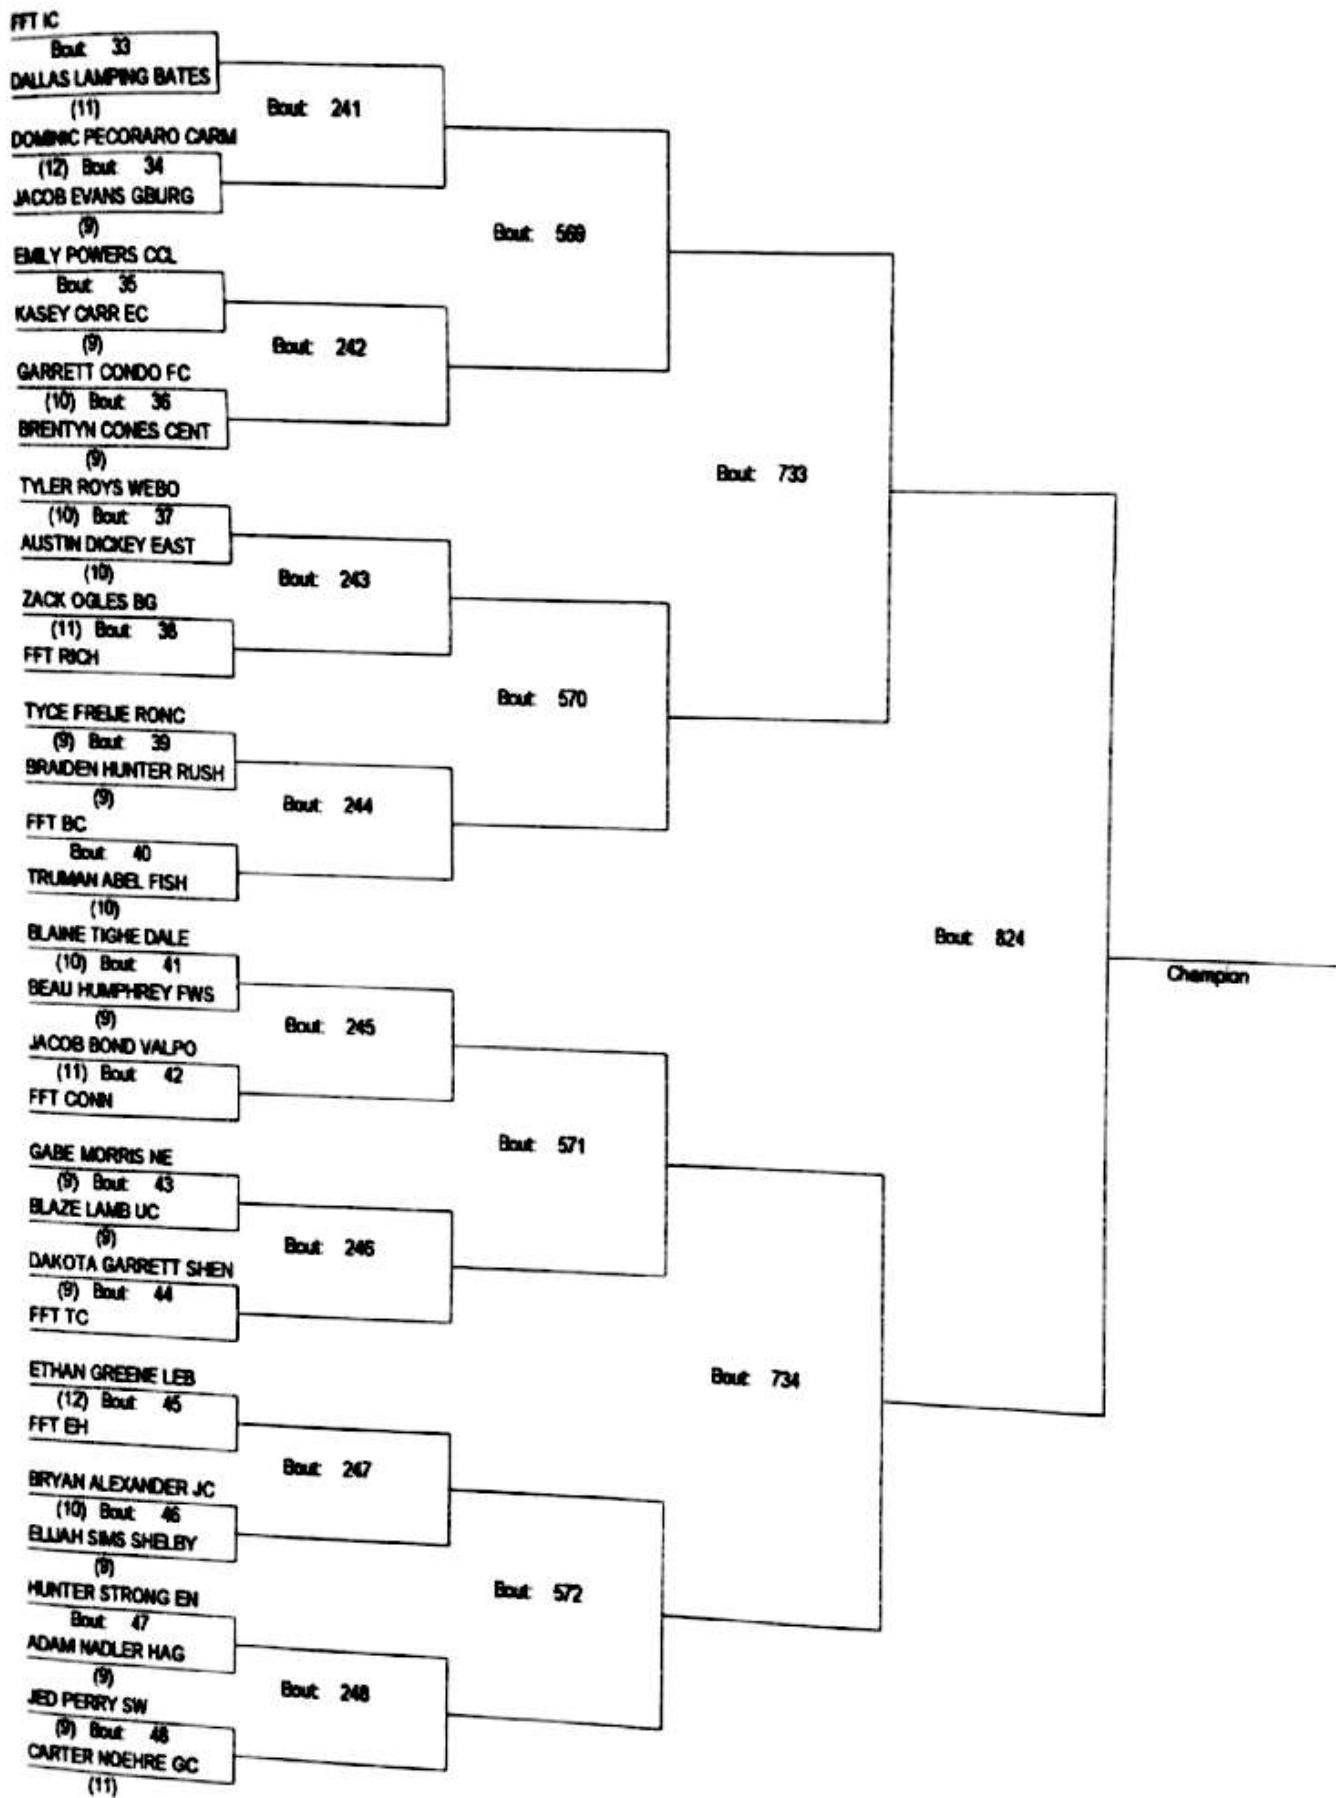 FFT IC
Bout: 33
DALLAS LAMPING BATES
(11)
Bout: 241
DOMINIC PECORARO CARM
(12) Bout: 34
JACOB EVANS GBURG
(9)
Bout: 569
EMILY POWERS CCL
Bout: 35
KASEY CARR EC
(9)
Bout: 242
GARRETT CONDO FC
(10) Bout: 36
BRENTYN CONES CENT
(9)
Bout: 733
TYLER ROYS WEBO
(10) Bout: 37
AUSTIN DICKEY EAST
(10)
Bout: 243
ZACK OGLES BG
(11) Bout: 38
FFT RICH
Bout: 570
TYCE FREIJE RONC
(9) Bout: 39
BRAIDEN HUNTER RUSH
(9)
Bout: 244
FFT BC
Bout: 40
TRUMAN ABEL FISH
(10)
Bout: 824
Champion
BLAINE TIGHE DALE
(10) Bout: 41
BEAU HUMPHREY FWS
(9)
Bout: 245
JACOB BOND VALPO
(11) Bout: 42
FFT CONN
Bout: 571
GABE MORRIS NE
(9) Bout: 43
BLAZE LAMB UC
(9)
Bout: 246
DAKOTA GARRETT SHEN
(9) Bout: 44
FFT TC
Bout: 734
ETHAN GREENE LEB
(12) Bout: 45
FFT EH
Bout: 247
BRYAN ALEXANDER JC
(10) Bout: 46
ELIJAH SIMS SHELBY
(9)
Bout: 572
HUNTER STRONG EN
Bout: 47
ADAM NADLER HAG
(9)
Bout: 248
JED PERRY SW
(9) Bout: 48
CARTER NOEHRE GC
(11)